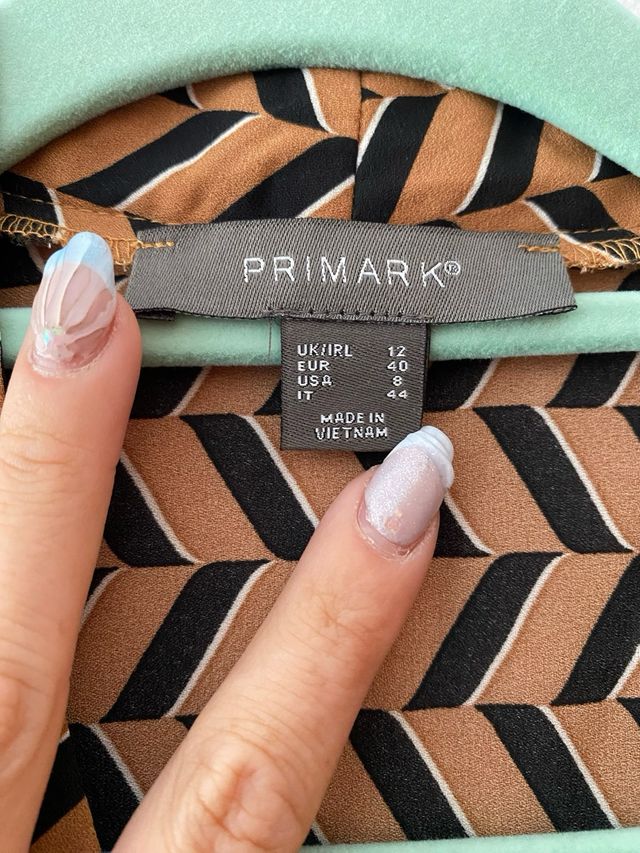 PRIMARK®
UK/IRL 12
EUR 40
USA 8
IT 44
MADE IN
VIETNAM